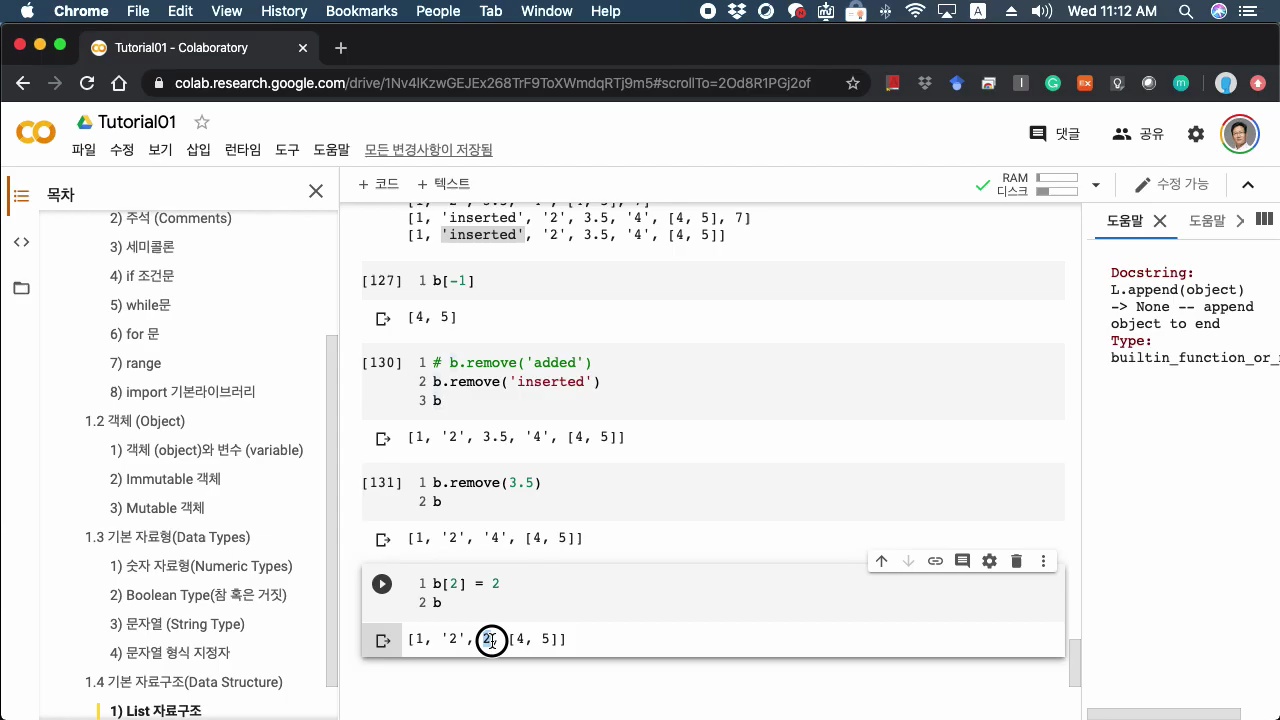 Chrome File Edit View History Bookmarks People Tab Window Help A Wed 11:12 AM
Tutorial01 - Colaboratory
colab.research.google.com/drive/1Nv4lKzwGEJEx268TrF9ToXWmdqRTj9m5#scrollTo=2Od8R1PGj2of
Tutorial01
댓글 공유
파일 수정 보기 삽입 런타임 도구 도움말 모든 변경사항이 저장됨
목차
+ 코드 + 텍스트
RAM
디스크
수정 가능
2) 주석 (Comments)
3) 세미콜론
4) if 조건문
5) while문
6) for 문
7) range
8) import 기본라이브러리
1.2 객체 (Object)
1) 객체 (object)와 변수 (variable)
2) Immutable 객체
3) Mutable 객체
1.3 기본 자료형(Data Types)
1) 숫자 자료형(Numeric Types)
2) Boolean Type(참 혹은 거짓)
3) 문자열 (String Type)
4) 문자열 형식 지정자
1.4 기본 자료구조(Data Structure)
1) List 자료구조
[1, 'inserted', '2', 3.5, '4', [4, 5], 7]
[1, 'inserted', '2', 3.5, '4', [4, 5]]
[127] 1 b[-1]
[4, 5]
[130] 1 # b.remove('added')
2 b.remove('inserted')
3 b
[1, '2', 3.5, '4', [4, 5]]
[131] 1 b.remove(3.5)
2 b
[1, '2', '4', [4, 5]]
1 b[2] = 2
2 b
[1, '2', 2, [4, 5]]
도움말 도움말
Docstring:
L.append(object)
-> None -- append
object to end
Type: